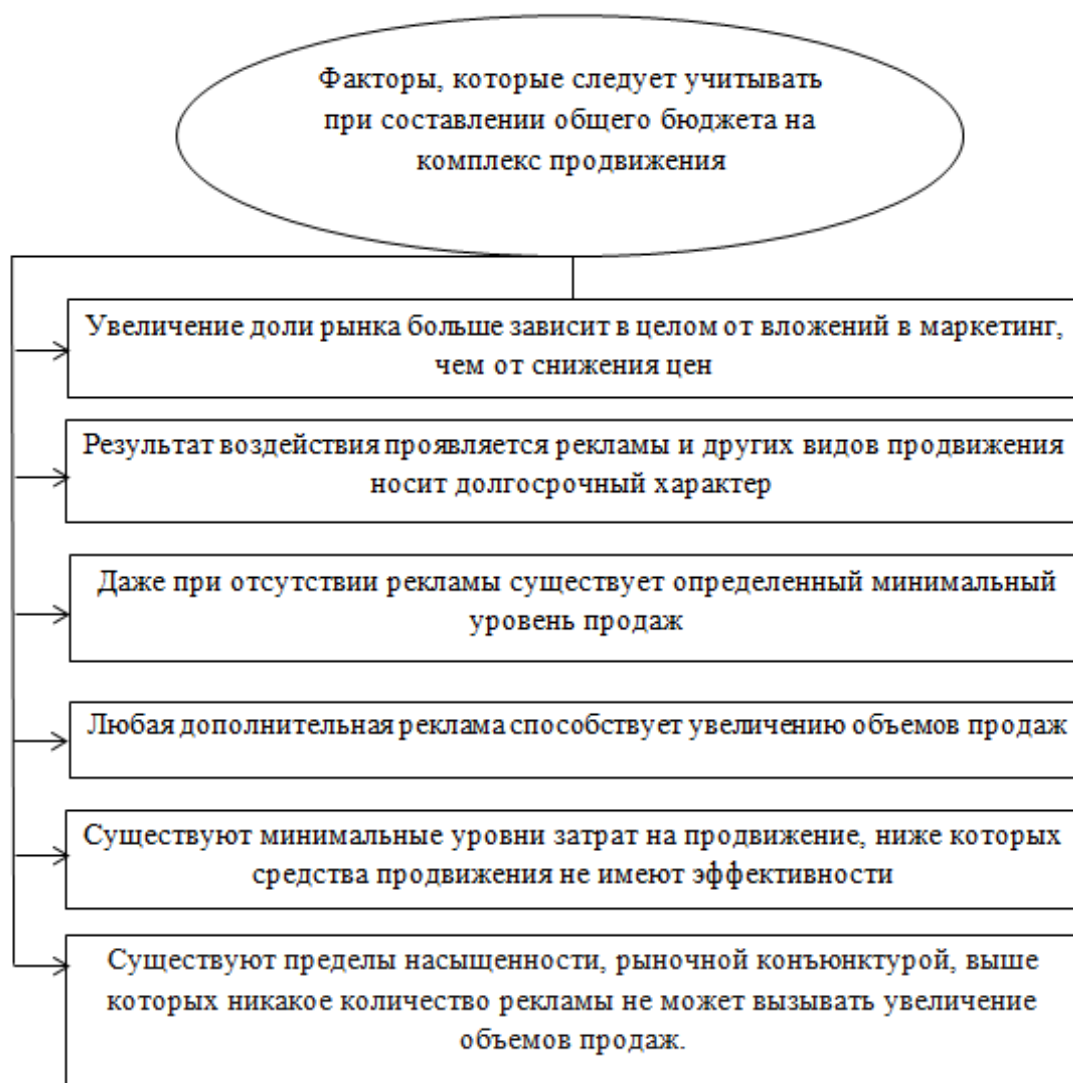 Факторы, которые следует учитывать
при составлении общего бюджета на
комплекс продвижения
Увеличение доли рынка больше зависит в целом от вложений в маркетинг,
чем от снижения цен
Результат воздействия проявляется рекламы и других видов продвижения
носит долгосрочный характер
Даже при отсутствии рекламы существует определенный минимальный
уровень продаж
Любая дополнительная реклама способствует увеличению объемов продаж
Существуют минимальные уровни затрат на продвижение, ниже которых
средства продвижения не имеют эффективности
Существуют пределы насыщенности, рыночной конъюнктурой, выше
которых никакое количество рекламы не может вызывать увеличение
объемов продаж.